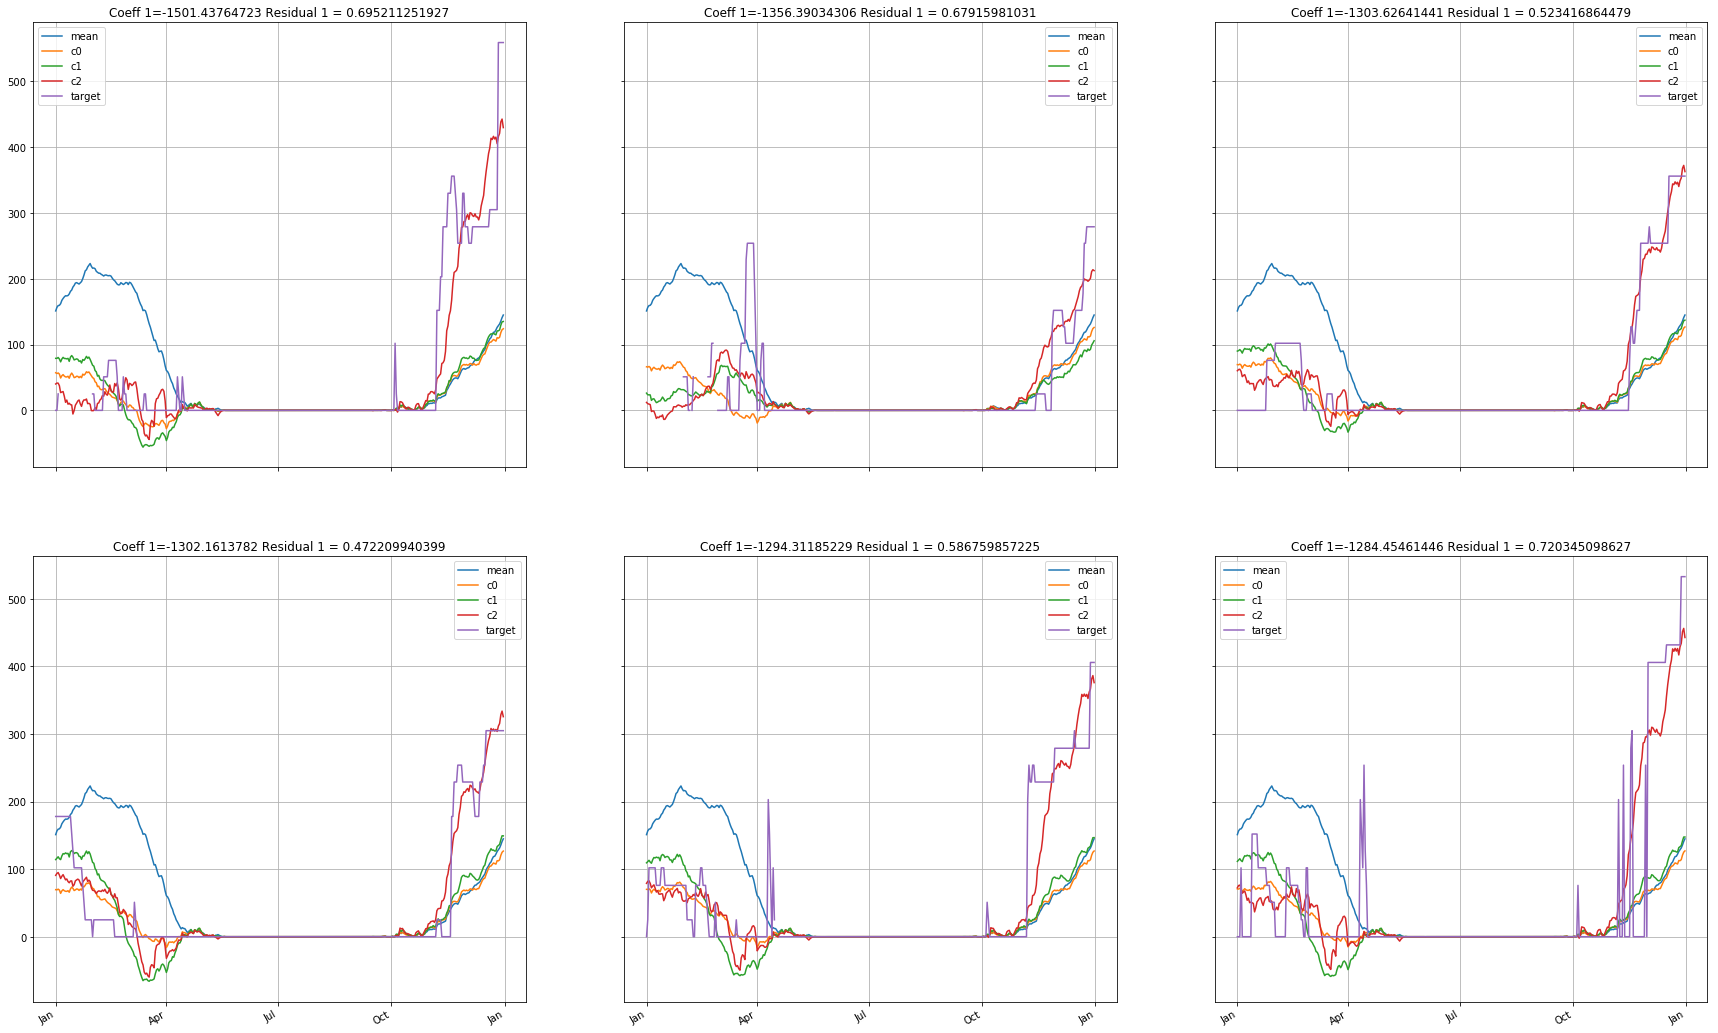 Coeff 1=-1501.43764723 Residual 1 = 0.695211251927
mean
c0
c1
c2
target
500
400
300
200
100
0
Coeff 1=-1356.39034306 Residual 1 = 0.67915981031
mean
c0
c1
c2
target
Coeff 1=-1303.62641441 Residual 1 = 0.523416864479
mean
c0
c1
c2
target
Coeff 1=-1302.1613782 Residual 1 = 0.472209940399
mean
c0
c1
c2
target
500
400
300
200
100
0
Jan
Apr
Jul
Oct
Jan
Coeff 1=-1294.31185229 Residual 1 = 0.586759857225
mean
c0
c1
c2
target
Jan
Apr
Jul
Oct
Jan
Coeff 1=-1284.45461446 Residual 1 = 0.720345098627
mean
c0
c1
c2
target
Jan
Apr
Jul
Oct
Jan